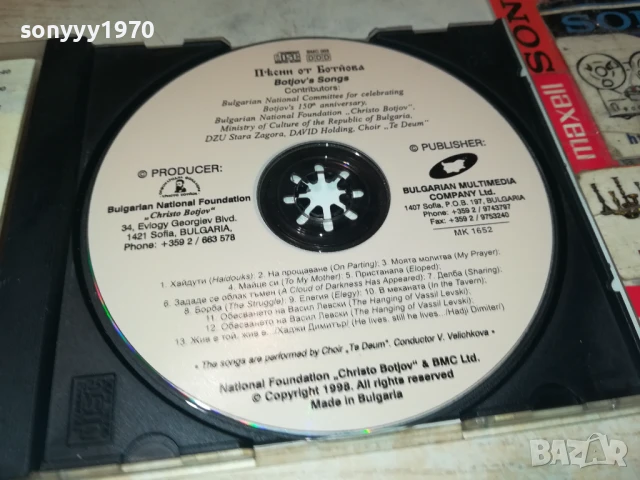 sonyyy1970
DDD
Пѣсни от Ботйова
Botjov's Songs
Contributors:
Bulgarian National Committee for celebrating
Botjov's 150th anniversary,
Bulgarian National Foundation „Christo Botjov",
Ministry of Culture of the Republic of Bulgaria,
DZU Stara Zagora, DAVID Holding, Choir „Te Deum"
© PRODUCER:
Bulgarian National Foundation
„Christo Botjov"
34, Evlogy Georgiev Blvd.
1421 Sofia, BULGARIA,
Phone: +359 2 / 663 578
© PUBLISHER:
BULGARIAN MULTIMEDIA
COMPANY Ltd.
1407 Sofia, P.O.B. 197, BULGARIA
Phone: +359 2 / 9743797
Fax: +359 2 / 9753240
MK 1652
1. Хайдути (Haidouks). 2. На прощаване (On Parting). 3. Моята молитва (My Prayer).
4. Майце си (To My Mother). 5. Пристанала (Eloped).
6. Зададе се облак тъмен (A Cloud of Darkness Has Appeared). 7. Делба (Sharing).
8. Борба (The Struggle). 9. Елегия (Elegy). 10. В механата (In the Tavern).
11. Обесването на Васил Левски (The Hanging of Vassil Levski).
12. Обесването на Васил Левски (The Hanging of Vassil Levski).
13. Жив е той, жив е... /Хаджи Димитър/ (He lives, still he lives... /Hadj Dimiter/)
• The songs are performed by Choir „Te Deum". Conductor V. Velichkova •
National Foundation „Christo Botjov" & BMC Ltd.
© Copyright 1998. All rights reserved
Made in Bulgaria
SONY
maxell
SON
BAZAR
.bg